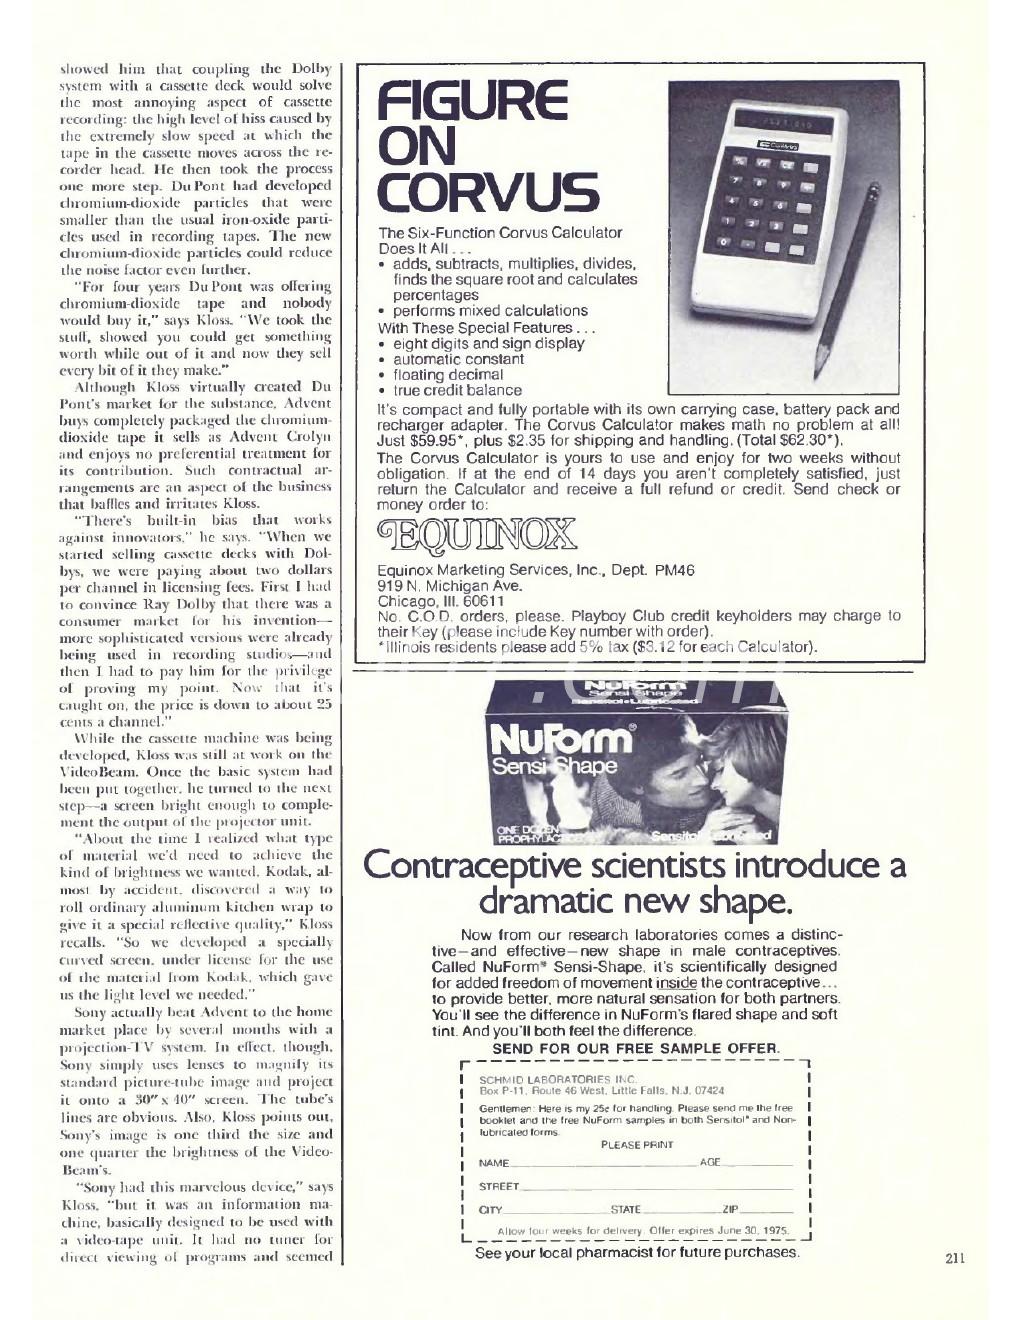 showed him that coupling the Dolby
system with a cassette deck would solve
the most annoying aspect of cassette
recording: the high level of hiss caused by
the extremely slow speed at which the
tape in the cassette moves across the re-
corder head. He then took the process
one more step. Du Pont had developed
chromium-dioxide particles that were
smaller than the usual iron-oxide parti-
cles used in recording tapes. The new
chromium-dioxide particles could reduce
the noise factor even further.
"For four years Du Pont was offering
chromium-dioxide tape and nobody
would buy it," says Kloss. "We took the
stuff, showed you could get something
worth while out of it and now they sell
every bit of it they make."
Although Kloss virtually created Du
Pont's market for the substance, Advent
buys completely packaged the chromium-
dioxide tape it sells as Advent Crolyn
and enjoys no preferential treatment for
its contribution. Such contractual ar-
rangements are an aspect of the business
that baffles and irritates Kloss.
"There's built-in bias that works
against innovators," he says. "When we
started selling cassette decks with Dol-
bys, we were paying about two dollars
per channel in licensing fees. First I had
to convince Ray Dolby that there was a
consumer market for his invention—
more sophisticated versions were already
being used in recording studios—and
then I had to pay him for the privilege
of proving my point. Now that it's
caught on, the price is down to about 25
cents a channel."
While the cassette machine was being
developed, Kloss was still at work on the
VideoBeam. Once the basic system had
been put together, he turned to the next
step—a screen bright enough to comple-
ment the output of the projector unit.
"About the time I realized what type
of material we'd need to achieve the
kind of brightness we wanted, Kodak, al-
most by accident, discovered a way to
roll ordinary aluminum kitchen wrap to
give it a special reflective quality," Kloss
recalls. "So we developed a specially
curved screen, under license for the use
of the material from Kodak, which gave
us the light level we needed."
Sony actually beat Advent to the home
market place by several months with a
projection-TV system. In effect, though,
Sony simply uses lenses to magnify its
standard picture-tube image and project
it onto a 30" x 40" screen. The tube's
lines are obvious. Also, Kloss points out,
Sony's image is one third the size and
one quarter the brightness of the Video-
Beam's.
"Sony had this marvelous device," says
Kloss, "but it was an information ma-
chine, basically designed to be used with
a video-tape unit. It had no tuner for
direct viewing of programs and seemed
FIGURE
ON
CORVUS
The Six-Function Corvus Calculator
Does It All . . .
• adds, subtracts, multiplies, divides,
finds the square root and calculates
percentages
• performs mixed calculations
With These Special Features . . .
• eight digits and sign display
• automatic constant
• floating decimal
• true credit balance
It's compact and fully portable with its own carrying case, battery pack and
recharger adapter. The Corvus Calculator makes math no problem at all!
Just $59.95*, plus $2.35 for shipping and handling. (Total $62.30*).
The Corvus Calculator is yours to use and enjoy for two weeks without
obligation. If at the end of 14 days you aren't completely satisfied, just
return the Calculator and receive a full refund or credit. Send check or
money order to:
EQUINOX
Equinox Marketing Services, Inc., Dept. PM46
919 N. Michigan Ave.
Chicago, Ill. 60611
No. C.O.D. orders, please. Playboy Club credit keyholders may charge to
their Key (please include Key number with order).
*Illinois residents please add 5% tax ($3.12 for each Calculator).
NuForm
Sensi-Shape
Sensitol•Lubricated
NuForm®
Sensi-Shape
ONE DOZEN
PROPHYLACTICS
Sensitol•Lubricated
Contraceptive scientists introduce a
dramatic new shape.
Now from our research laboratories comes a distinc-
tive—and effective—new shape in male contraceptives.
Called NuForm® Sensi-Shape, it's scientifically designed
for added freedom of movement inside the contraceptive...
to provide better, more natural sensation for both partners.
You'll see the difference in NuForm's flared shape and soft
tint. And you'll both feel the difference.
SEND FOR OUR FREE SAMPLE OFFER.
SCHMID LABORATORIES INC.
Box P-11, Route 46 West, Little Falls, N.J. 07424
Gentlemen: Here is my 25¢ for handling. Please send me the free
booklet and the free NuForm samples in both Sensitol® and Non-
lubricated forms.
PLEASE PRINT
NAME AGE
STREET
CITY STATE ZIP
Allow four weeks for delivery. Offer expires June 30, 1975.
See your local pharmacist for future purchases.
211